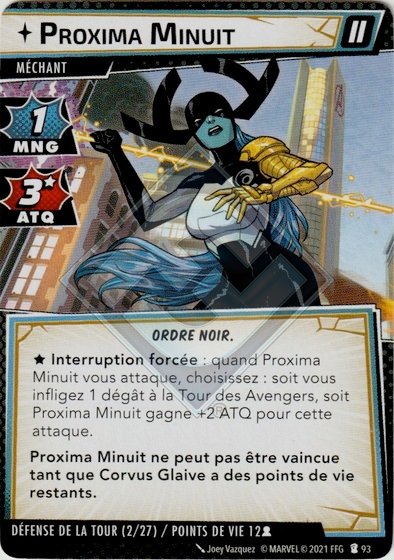 PROXIMA MINUIT
II
MÉCHANT
1
MNG
3★
ATQ
ORDRE NOIR.
★ Interruption forcée : quand Proxima
Minuit vous attaque, choisissez : soit vous
infligez 1 dégât à la Tour des Avengers, soit
Proxima Minuit gagne +2 ATQ pour cette
attaque.
Proxima Minuit ne peut pas être vaincue
tant que Corvus Glaive a des points de vie
restants.
DÉFENSE DE LA TOUR (2/27) / POINTS DE VIE 12
Joey Vazquez © MARVEL © 2021 FFG 93